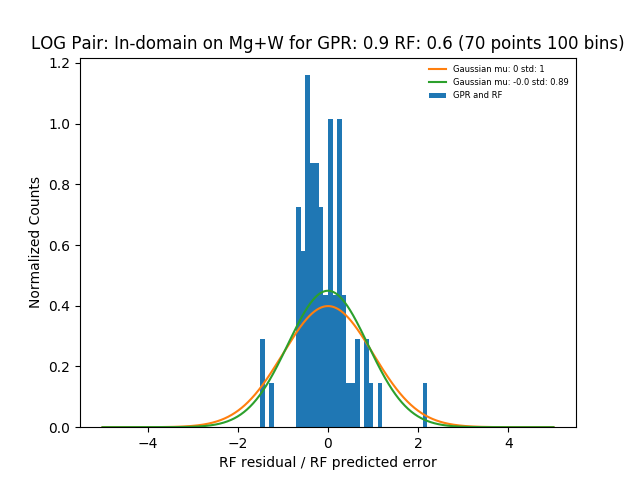 LOG Pair: In-domain on Mg+W for GPR: 0.9 RF: 0.6 (70 points 100 bins)
Gaussian mu: 0 std: 1
Gaussian mu: -0.0 std: 0.89
GPR and RF
Normalized Counts
1.2
1.0
0.8
0.6
0.4
0.2
0.0
−4 −2 0 2 4
RF residual / RF predicted error